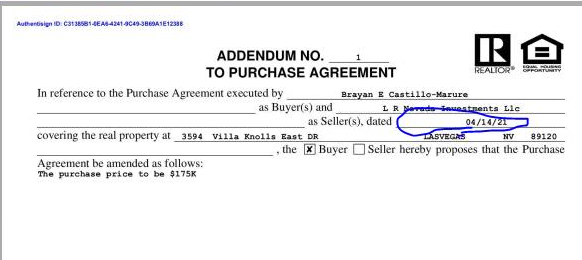 Authentisign ID: C31385B1-0EA6-4241-9C49-3B69A1E12388
ADDENDUM NO. 1
TO PURCHASE AGREEMENT
REALTOR® EQUAL HOUSING OPPORTUNITY
In reference to the Purchase Agreement executed by Brayan E Castillo-Marure
as Buyer(s) and L R Nevada Investments Llc
as Seller(s), dated 04/14/21
covering the real property at 3594 Villa Knolls East DR LASVEGAS NV 89120
, the X Buyer Seller hereby proposes that the Purchase
Agreement be amended as follows:
The purchase price to be $175K